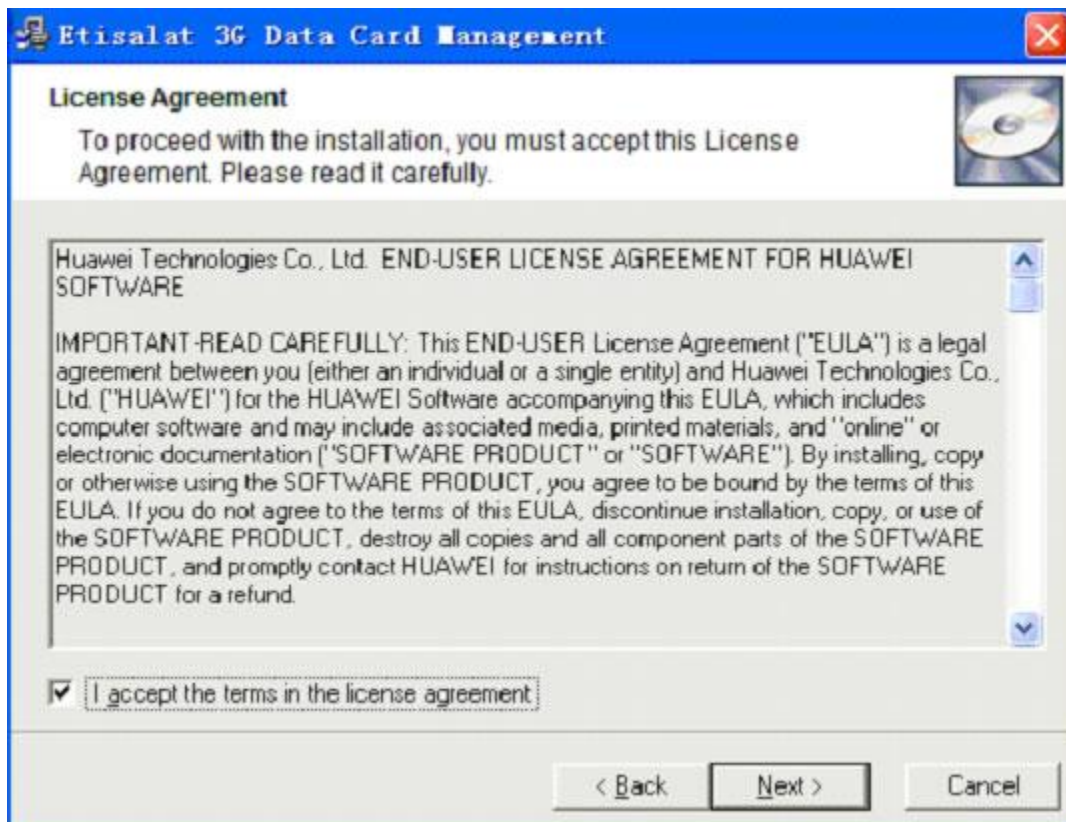 Etisalat 3G Data Card Management
License Agreement
To proceed with the installation, you must accept this License
Agreement. Please read it carefully.
Huawei Technologies Co., Ltd. END-USER LICENSE AGREEMENT FOR HUAWEI
SOFTWARE
IMPORTANT-READ CAREFULLY: This END-USER License Agreement ("EULA") is a legal
agreement between you (either an individual or a single entity) and Huawei Technologies Co.,
Ltd. ("HUAWEI") for the HUAWEI Software accompanying this EULA, which includes
computer software and may include associated media, printed materials, and "online" or
electronic documentation ("SOFTWARE PRODUCT" or "SOFTWARE"). By installing, copy
or otherwise using the SOFTWARE PRODUCT, you agree to be bound by the terms of this
EULA. If you do not agree to the terms of this EULA, discontinue installation, copy, or use of
the SOFTWARE PRODUCT, destroy all copies and all component parts of the SOFTWARE
PRODUCT, and promptly contact HUAWEI for instructions on return of the SOFTWARE
PRODUCT for a refund.
I accept the terms in the license agreement
< Back
Next >
Cancel